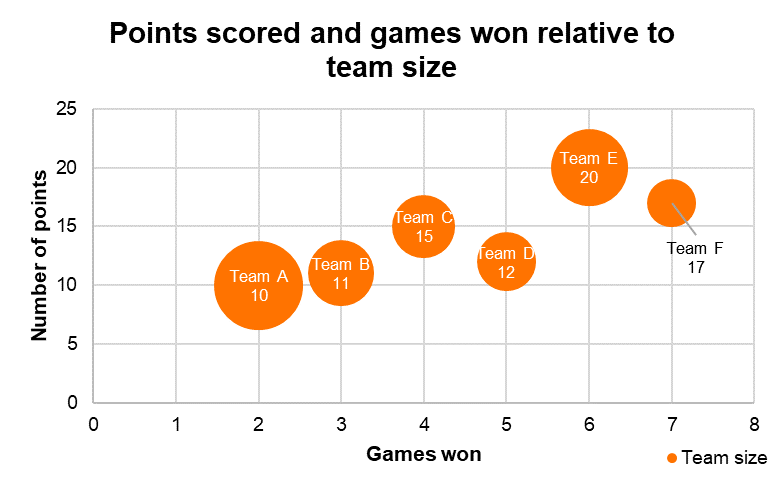 Points scored and games won relative to
team size
Number of points
25
20
15
10
5
0
Team A
10
Team B
11
Team C
15
Team D
12
Team E
20
Team F
17
0 1 2 3 4 5 6 7 8
Games won
Team size